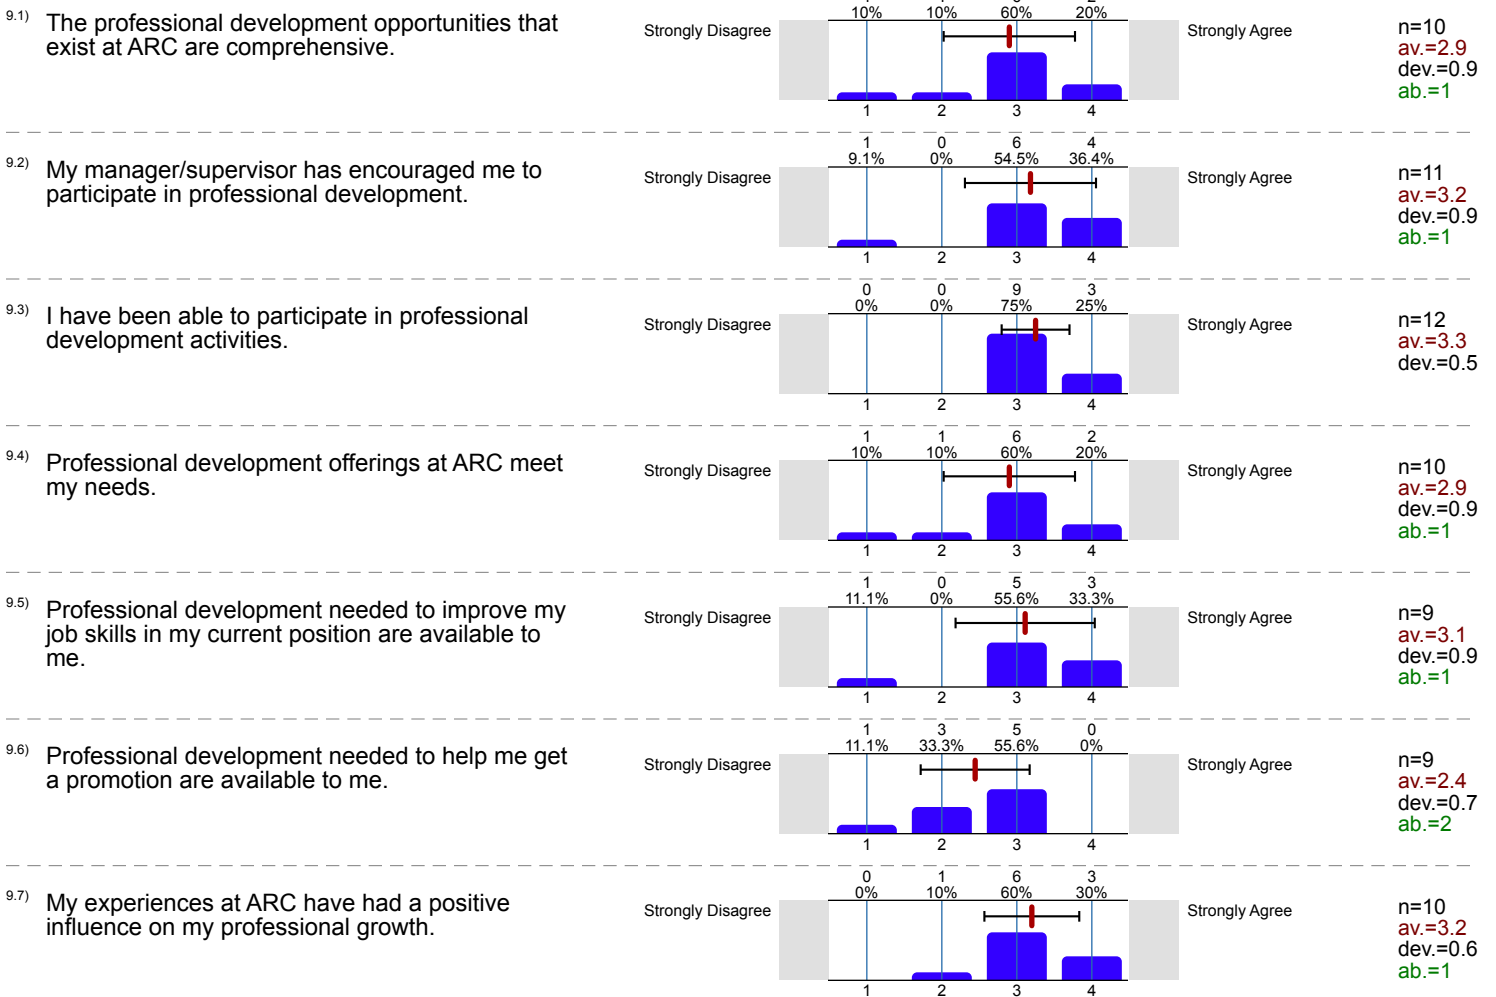 10% 10% 60% 20%
9.1) The professional development opportunities that
exist at ARC are comprehensive.
Strongly Disagree
Strongly Agree
n=10
av.=2.9
dev.=0.9
ab.=1
1 2 3 4
1 0 6 4
9.1% 0% 54.5% 36.4%
9.2) My manager/supervisor has encouraged me to
participate in professional development.
Strongly Disagree
Strongly Agree
n=11
av.=3.2
dev.=0.9
ab.=1
1 2 3 4
0 0 9 3
0% 0% 75% 25%
9.3) I have been able to participate in professional
development activities.
Strongly Disagree
Strongly Agree
n=12
av.=3.3
dev.=0.5
1 2 3 4
1 1 6 2
10% 10% 60% 20%
9.4) Professional development offerings at ARC meet
my needs.
Strongly Disagree
Strongly Agree
n=10
av.=2.9
dev.=0.9
ab.=1
1 2 3 4
1 0 5 3
11.1% 0% 55.6% 33.3%
9.5) Professional development needed to improve my
job skills in my current position are available to
me.
Strongly Disagree
Strongly Agree
n=9
av.=3.1
dev.=0.9
ab.=1
1 2 3 4
1 3 5 0
11.1% 33.3% 55.6% 0%
9.6) Professional development needed to help me get
a promotion are available to me.
Strongly Disagree
Strongly Agree
n=9
av.=2.4
dev.=0.7
ab.=2
1 2 3 4
0 1 6 3
0% 10% 60% 30%
9.7) My experiences at ARC have had a positive
influence on my professional growth.
Strongly Disagree
Strongly Agree
n=10
av.=3.2
dev.=0.6
ab.=1
1 2 3 4